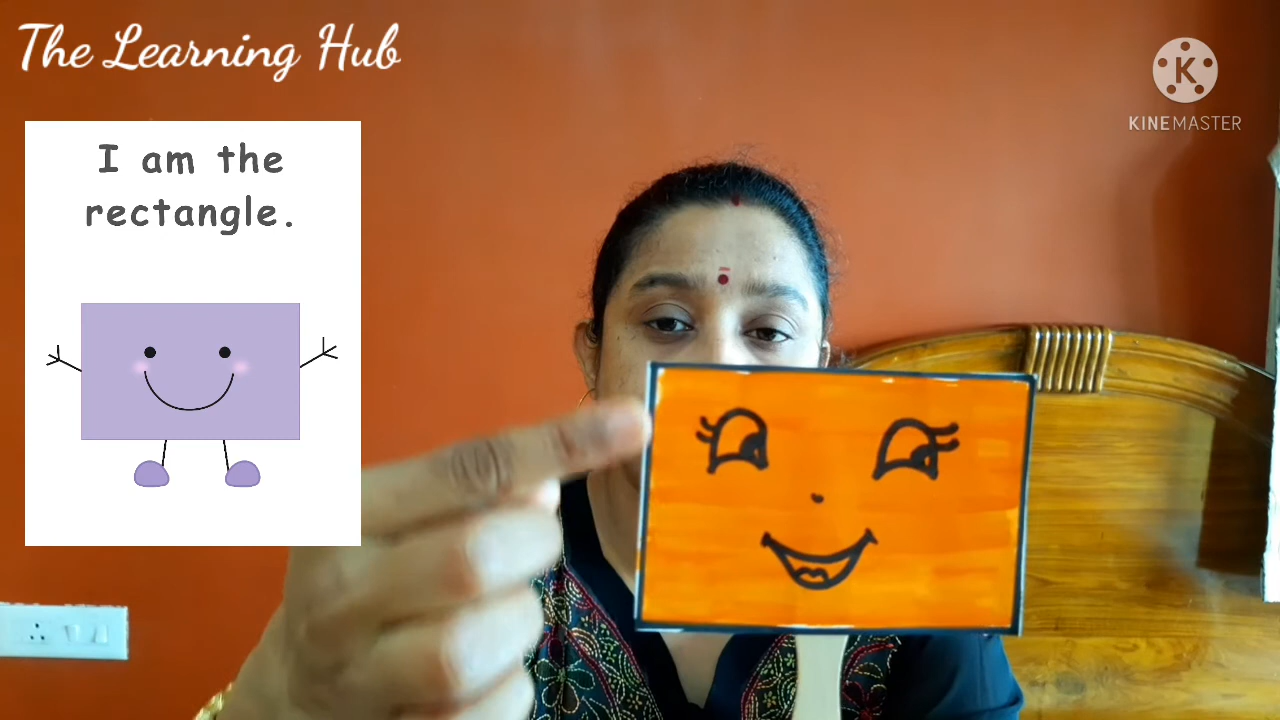 The Learning Hub
K
KINEMASTER
I am the
rectangle.